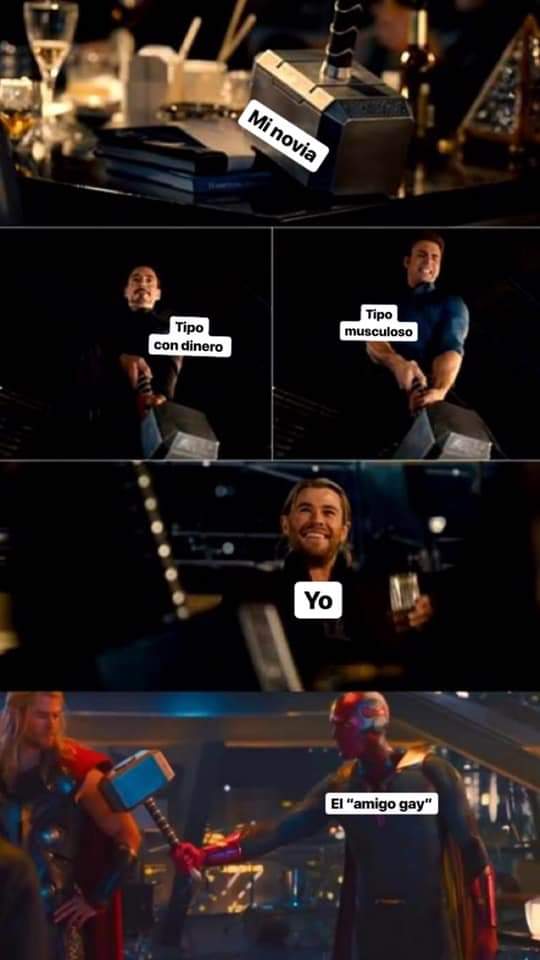 Mi novia
Tipo
con dinero
Tipo
musculoso
Yo
El “amigo gay”